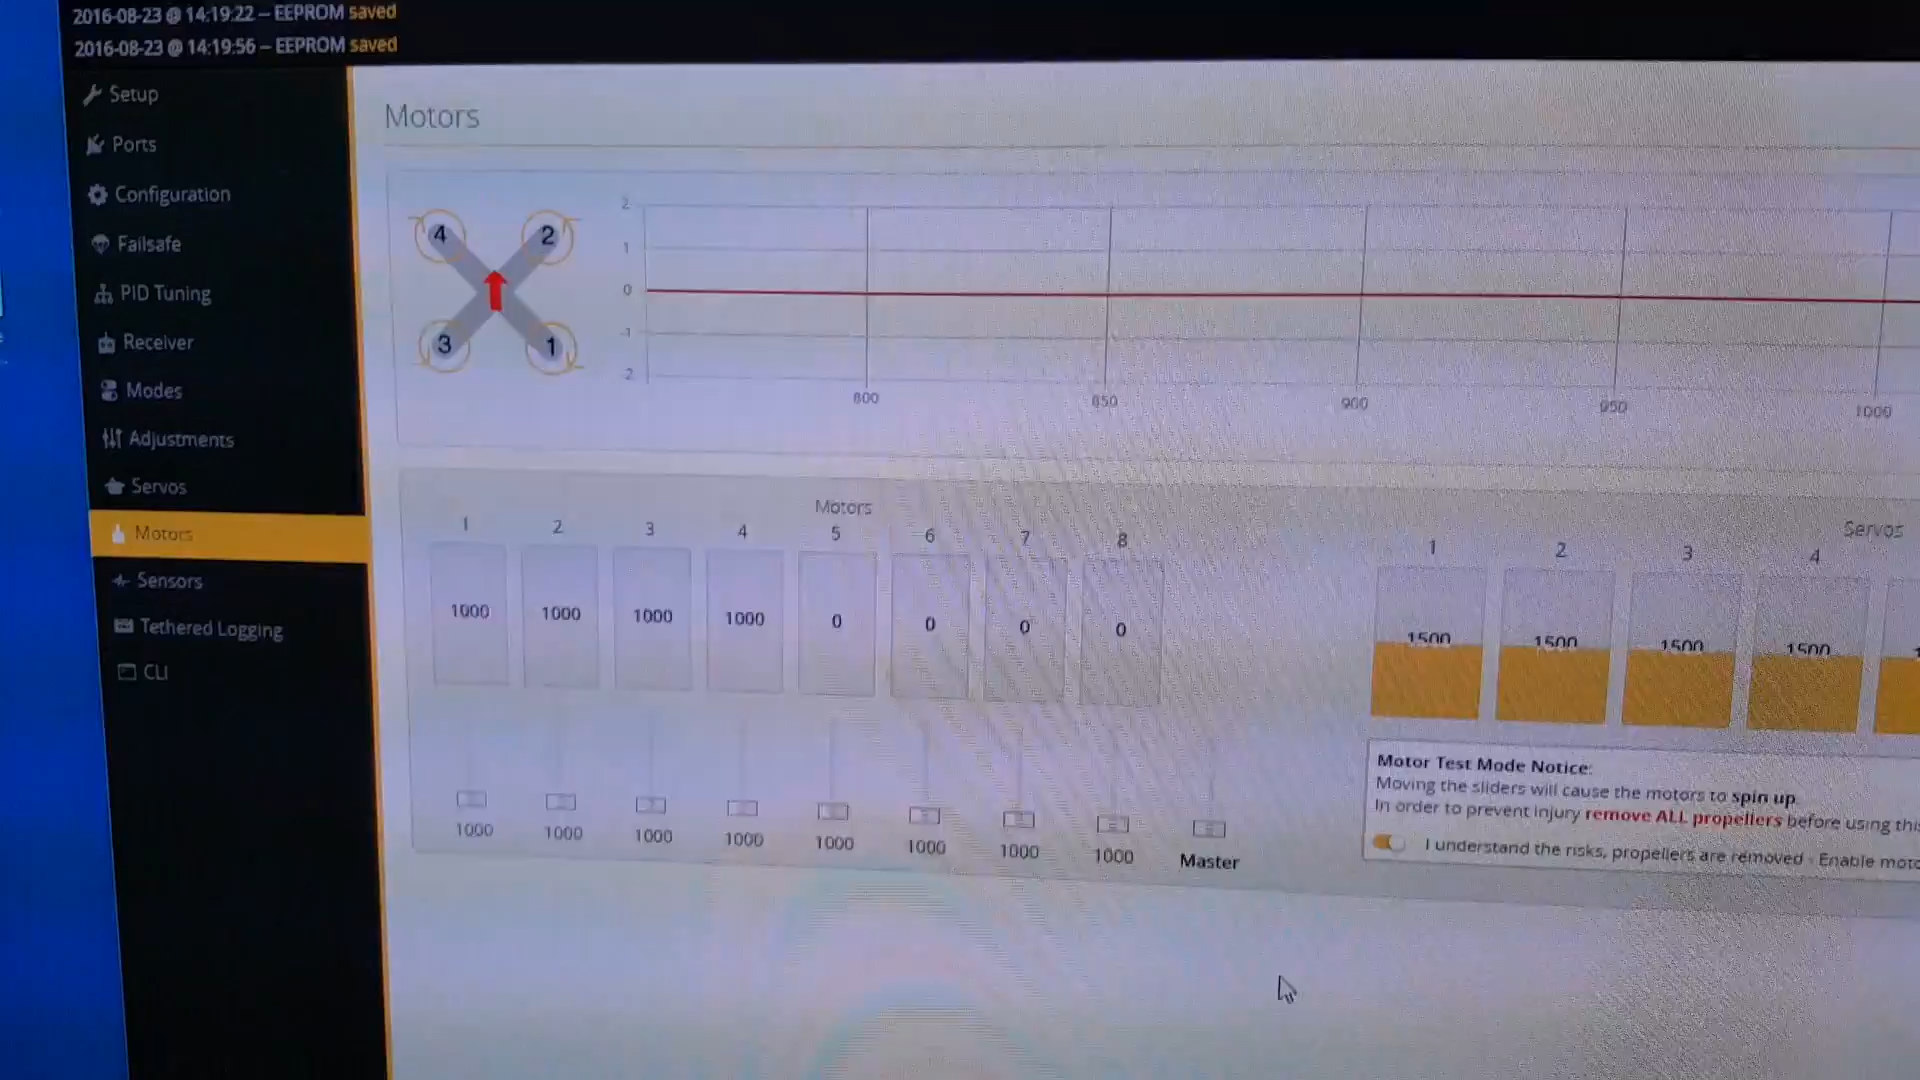 2016-08-23 @ 14:19:22 – EEPROM saved
2016-08-23 @ 14:19:56 – EEPROM saved
Setup
Ports
Configuration
Failsafe
PID Tuning
Receiver
Modes
Adjustments
Servos
Motors
Sensors
Tethered Logging
CLI
Motors
4 2
3 1
2
1
0
-1
-2
800 850 900 950 1000
Motors
1 2 3 4 5 6 7 8
1000 1000 1000 1000 0 0 0 0
1000 1000 1000 1000 1000 1000 1000 1000 Master
Servos
1 2 3 4
1500 1500 1500 1500
Motor Test Mode Notice:
Moving the sliders will cause the motors to spin up.
In order to prevent injury remove ALL propellers before using this
I understand the risks, propellers are removed - Enable